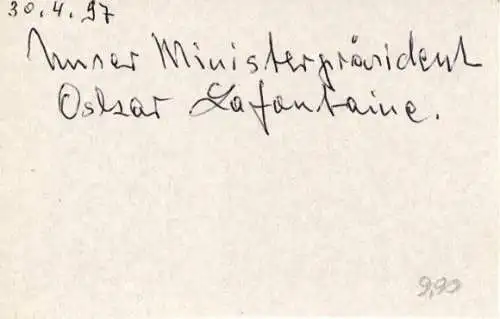 30.4.97
Unser Ministerpräsident
Oskar Lafontaine.
9,90